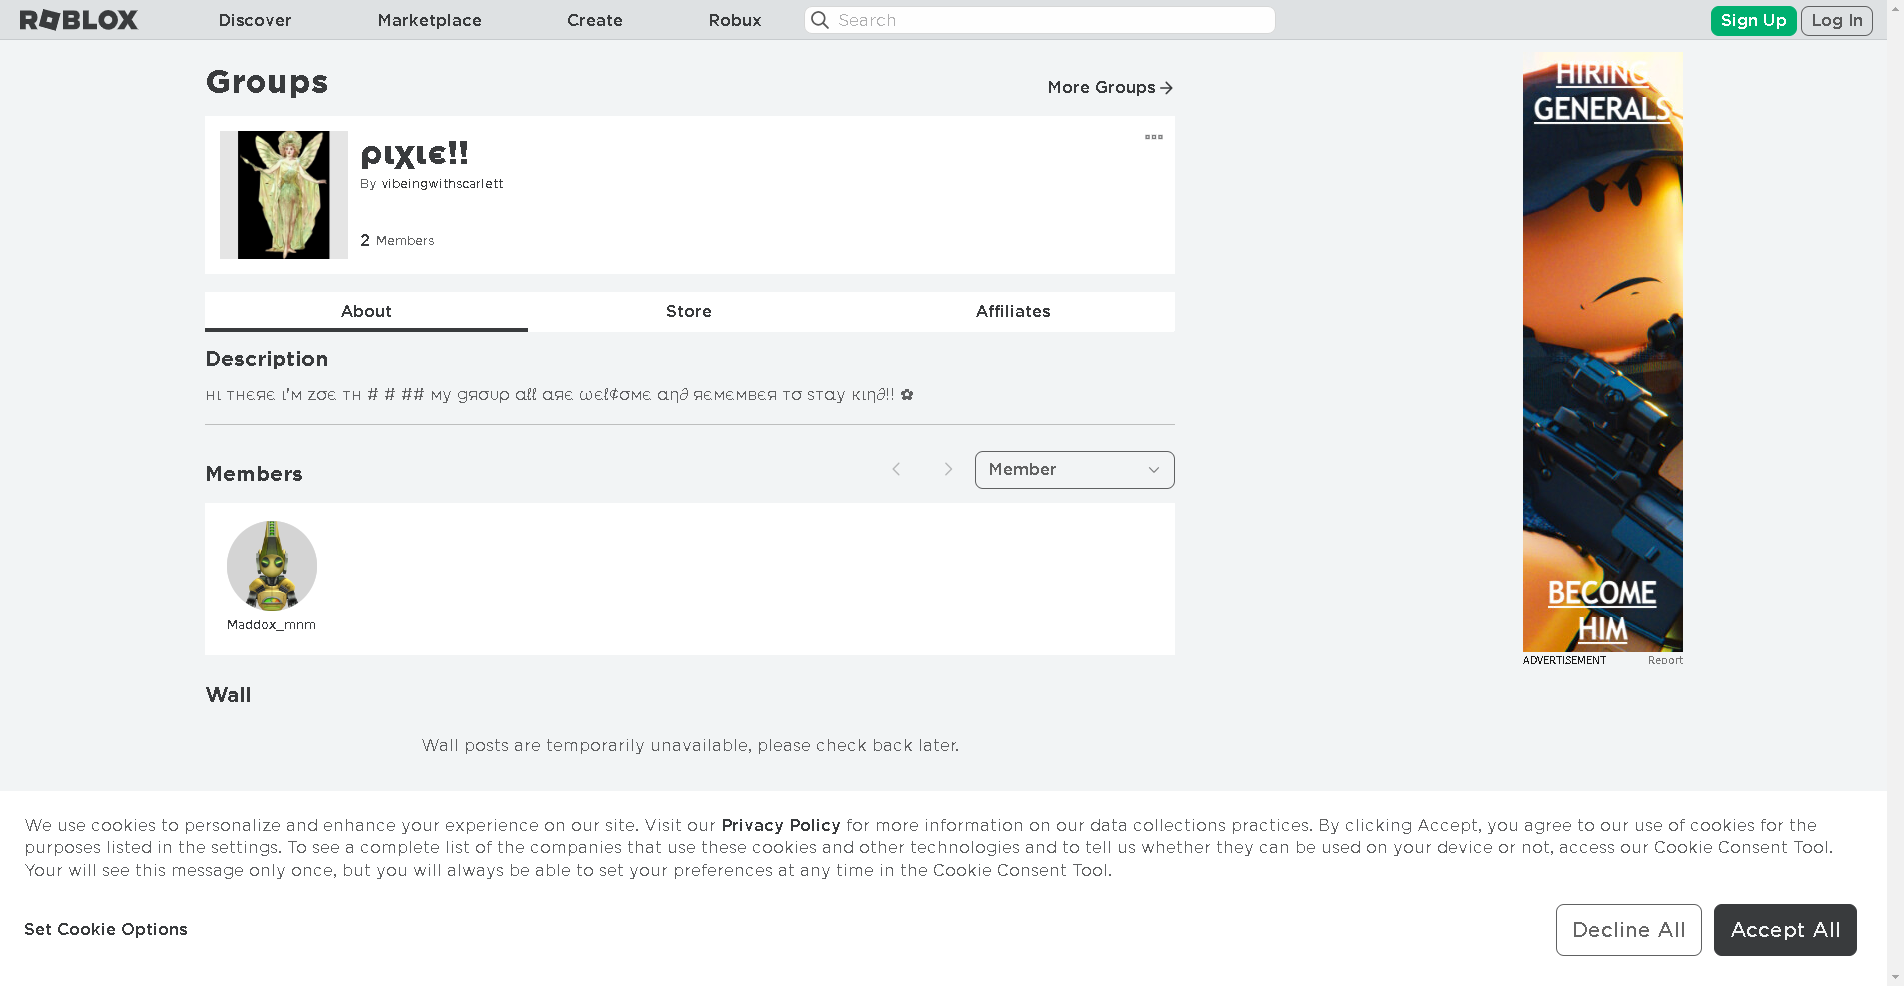 ROBLOX Discover Marketplace Create Robux Search Sign Up Log In
Groups
More Groups
ριχιє!!
By vibeingwithscarlett
2 Members
About Store Affiliates
Description
нι тнєяє ι'м zσє тн # # ## му gяσυρ αℓℓ αяє ωєℓ¢σмє αη∂ яємємвєя тσ ѕтαу кιη∂!! ✿
Members
Member
Maddox_mnm
Wall
Wall posts are temporarily unavailable, please check back later.
HIRING
GENERALS
BECOME
HIM
ADVERTISEMENT Report
We use cookies to personalize and enhance your experience on our site. Visit our Privacy Policy for more information on our data collections practices. By clicking Accept, you agree to our use of cookies for the
purposes listed in the settings. To see a complete list of the companies that use these cookies and other technologies and to tell us whether they can be used on your device or not, access our Cookie Consent Tool.
Your will see this message only once, but you will always be able to set your preferences at any time in the Cookie Consent Tool.
Set Cookie Options
Decline All Accept All